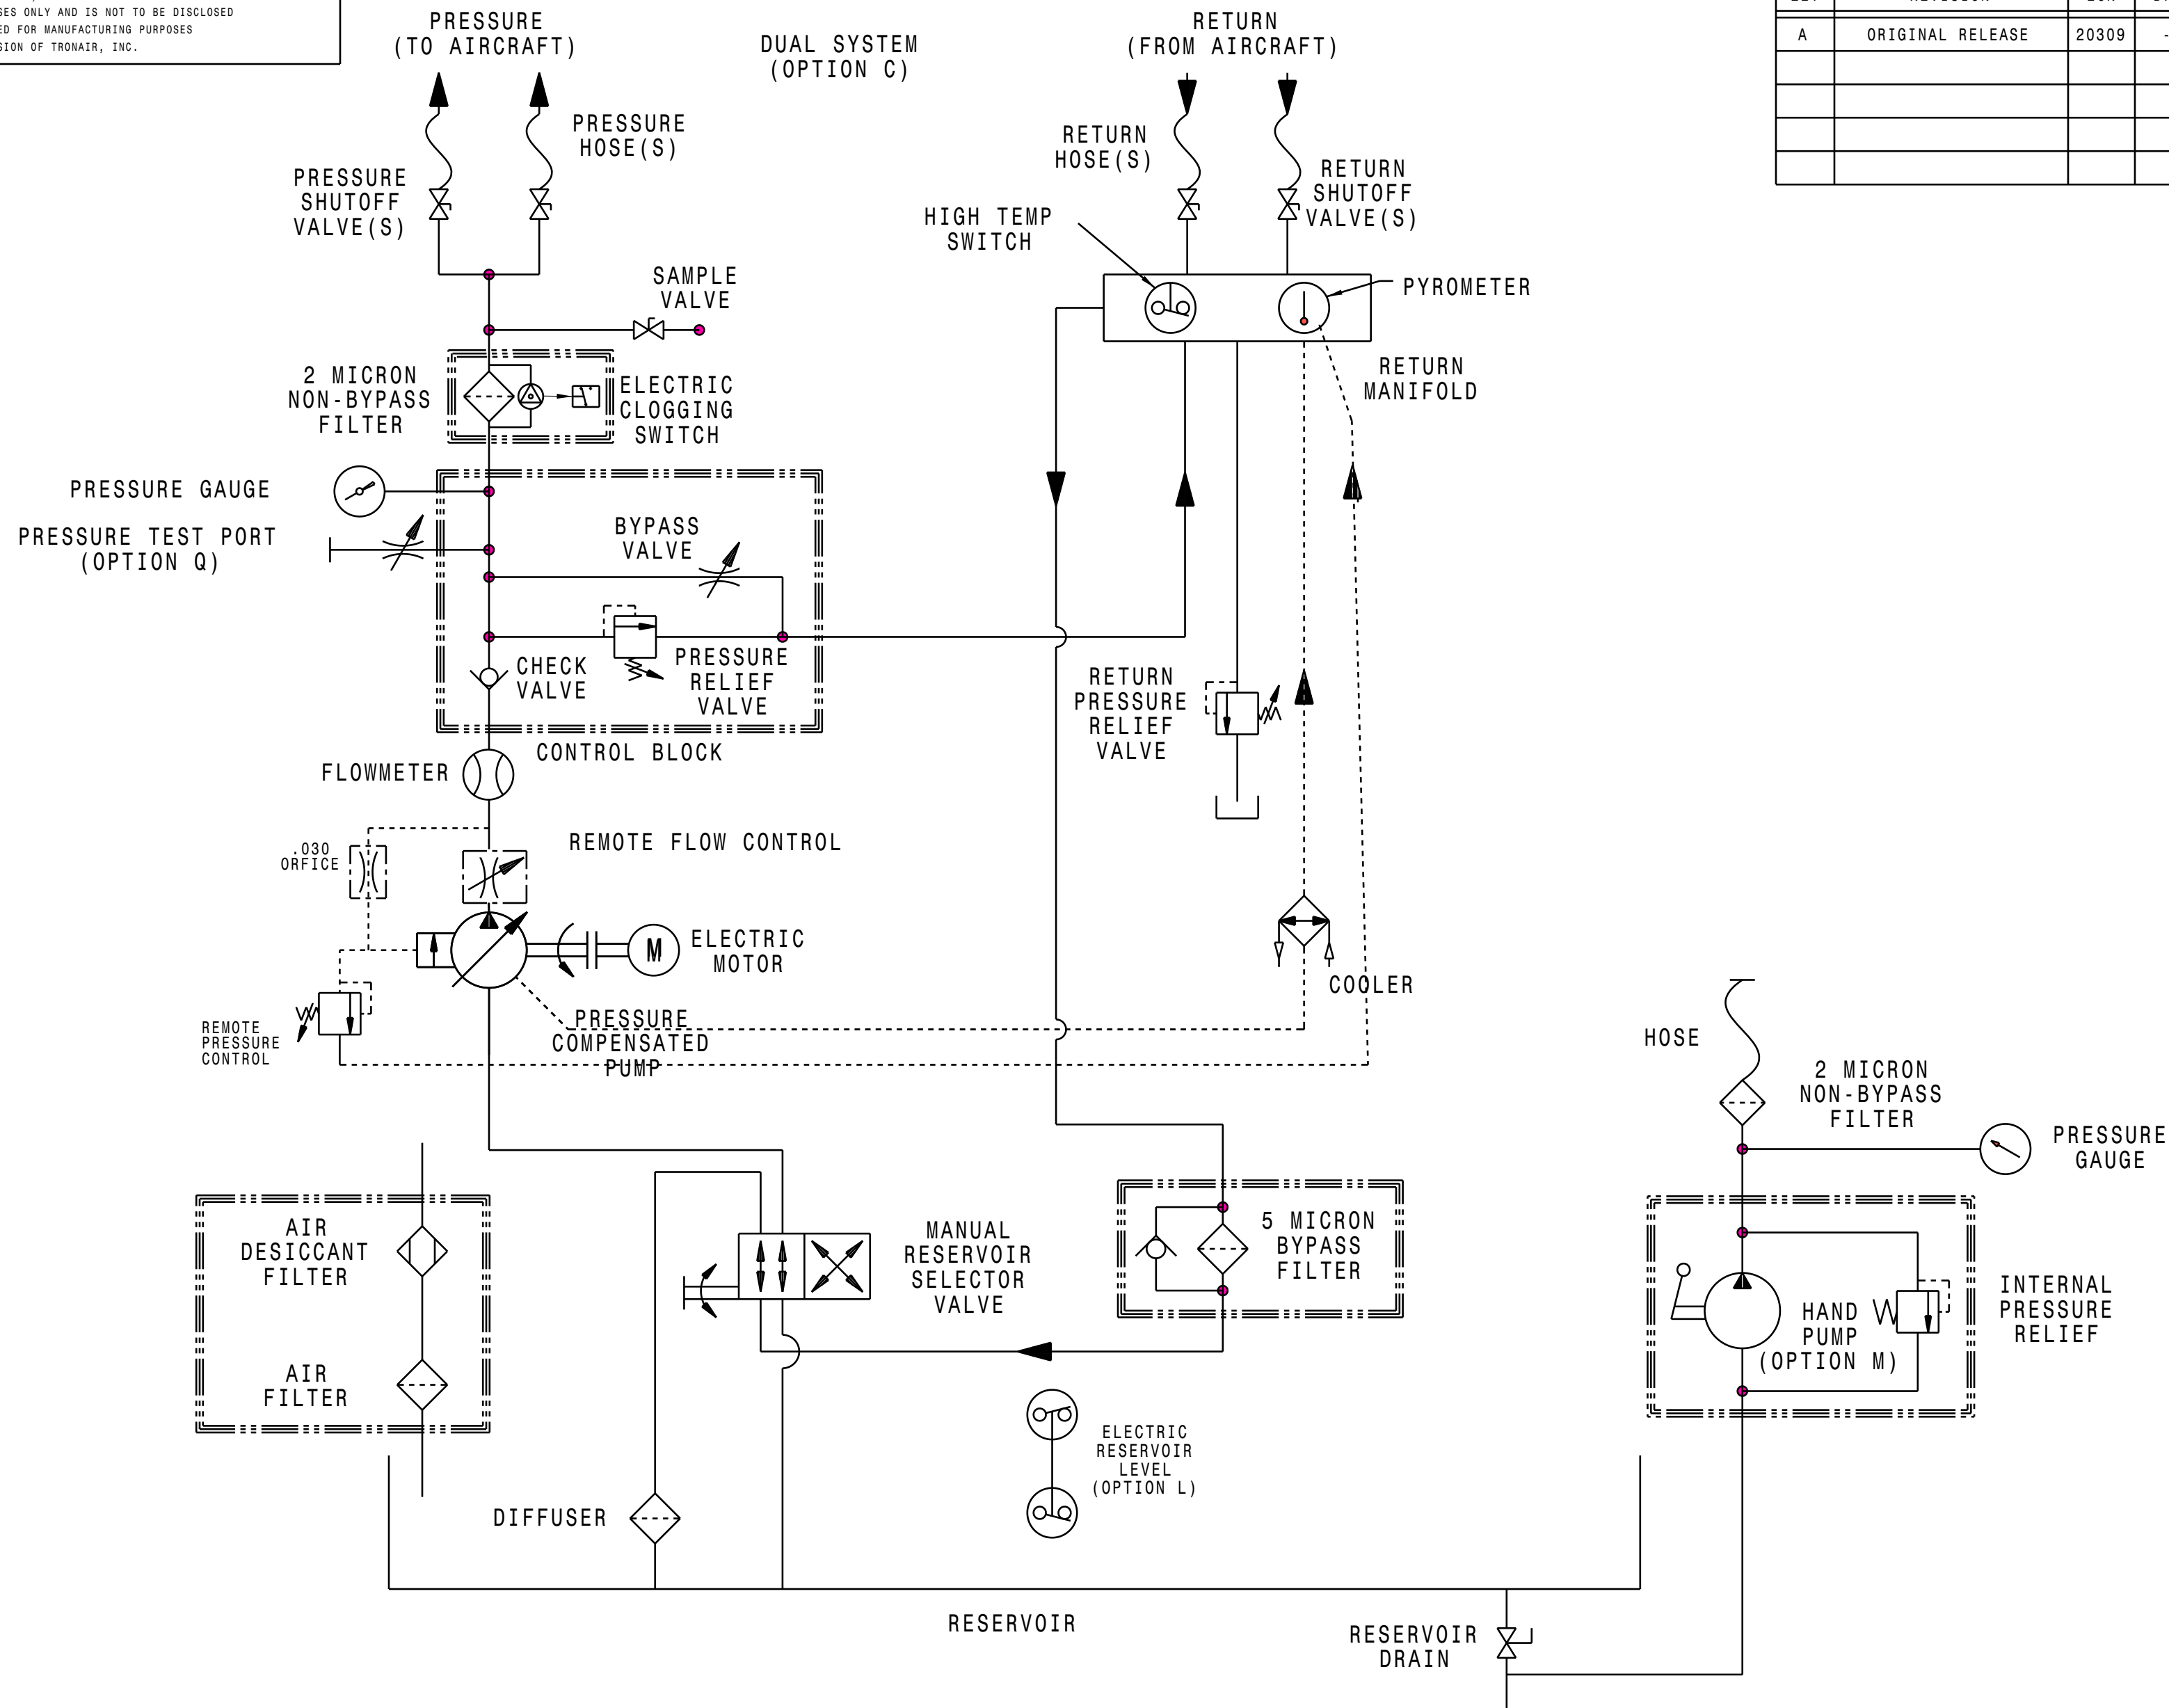 SES ONLY AND IS NOT TO BE DISCLOSED
ED FOR MANUFACTURING PURPOSES
SION OF TRONAIR, INC.
PRESSURE
(TO AIRCRAFT)
DUAL SYSTEM
(OPTION C)
RETURN
(FROM AIRCRAFT)
A ORIGINAL RELEASE 20309 -
PRESSURE
HOSE(S)
PRESSURE
SHUTOFF
VALVE(S)
RETURN
HOSE(S)
RETURN
SHUTOFF
VALVE(S)
HIGH TEMP
SWITCH
SAMPLE
VALVE
PYROMETER
RETURN
MANIFOLD
2 MICRON
NON-BYPASS
FILTER
ELECTRIC
CLOGGING
SWITCH
PRESSURE GAUGE
PRESSURE TEST PORT
(OPTION Q)
BYPASS
VALVE
CHECK
VALVE
PRESSURE
RELIEF
VALVE
RETURN
PRESSURE
RELIEF
VALVE
CONTROL BLOCK
FLOWMETER
REMOTE FLOW CONTROL
.030
ORFICE
M
ELECTRIC
MOTOR
COOLER
REMOTE
PRESSURE
CONTROL
PRESSURE
COMPENSATED
PUMP
HOSE
2 MICRON
NON-BYPASS
FILTER
PRESSURE
GAUGE
AIR
DESICCANT
FILTER
AIR
FILTER
MANUAL
RESERVOIR
SELECTOR
VALVE
5 MICRON
BYPASS
FILTER
HAND
PUMP
(OPTION M)
INTERNAL
PRESSURE
RELIEF
ELECTRIC
RESERVOIR
LEVEL
(OPTION L)
DIFFUSER
RESERVOIR
RESERVOIR
DRAIN